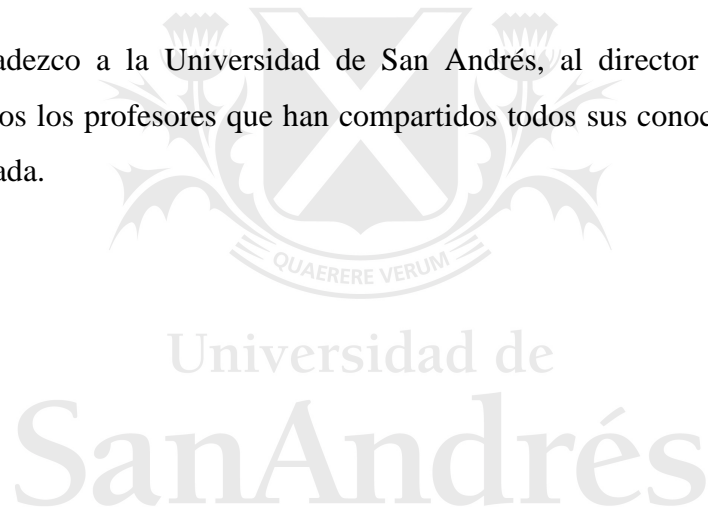 adezco a la Universidad de San Andrés, al director
os los profesores que han compartidos todos sus conoc
ada.
QUAERERE VERUM
Universidad de
SanAndrés